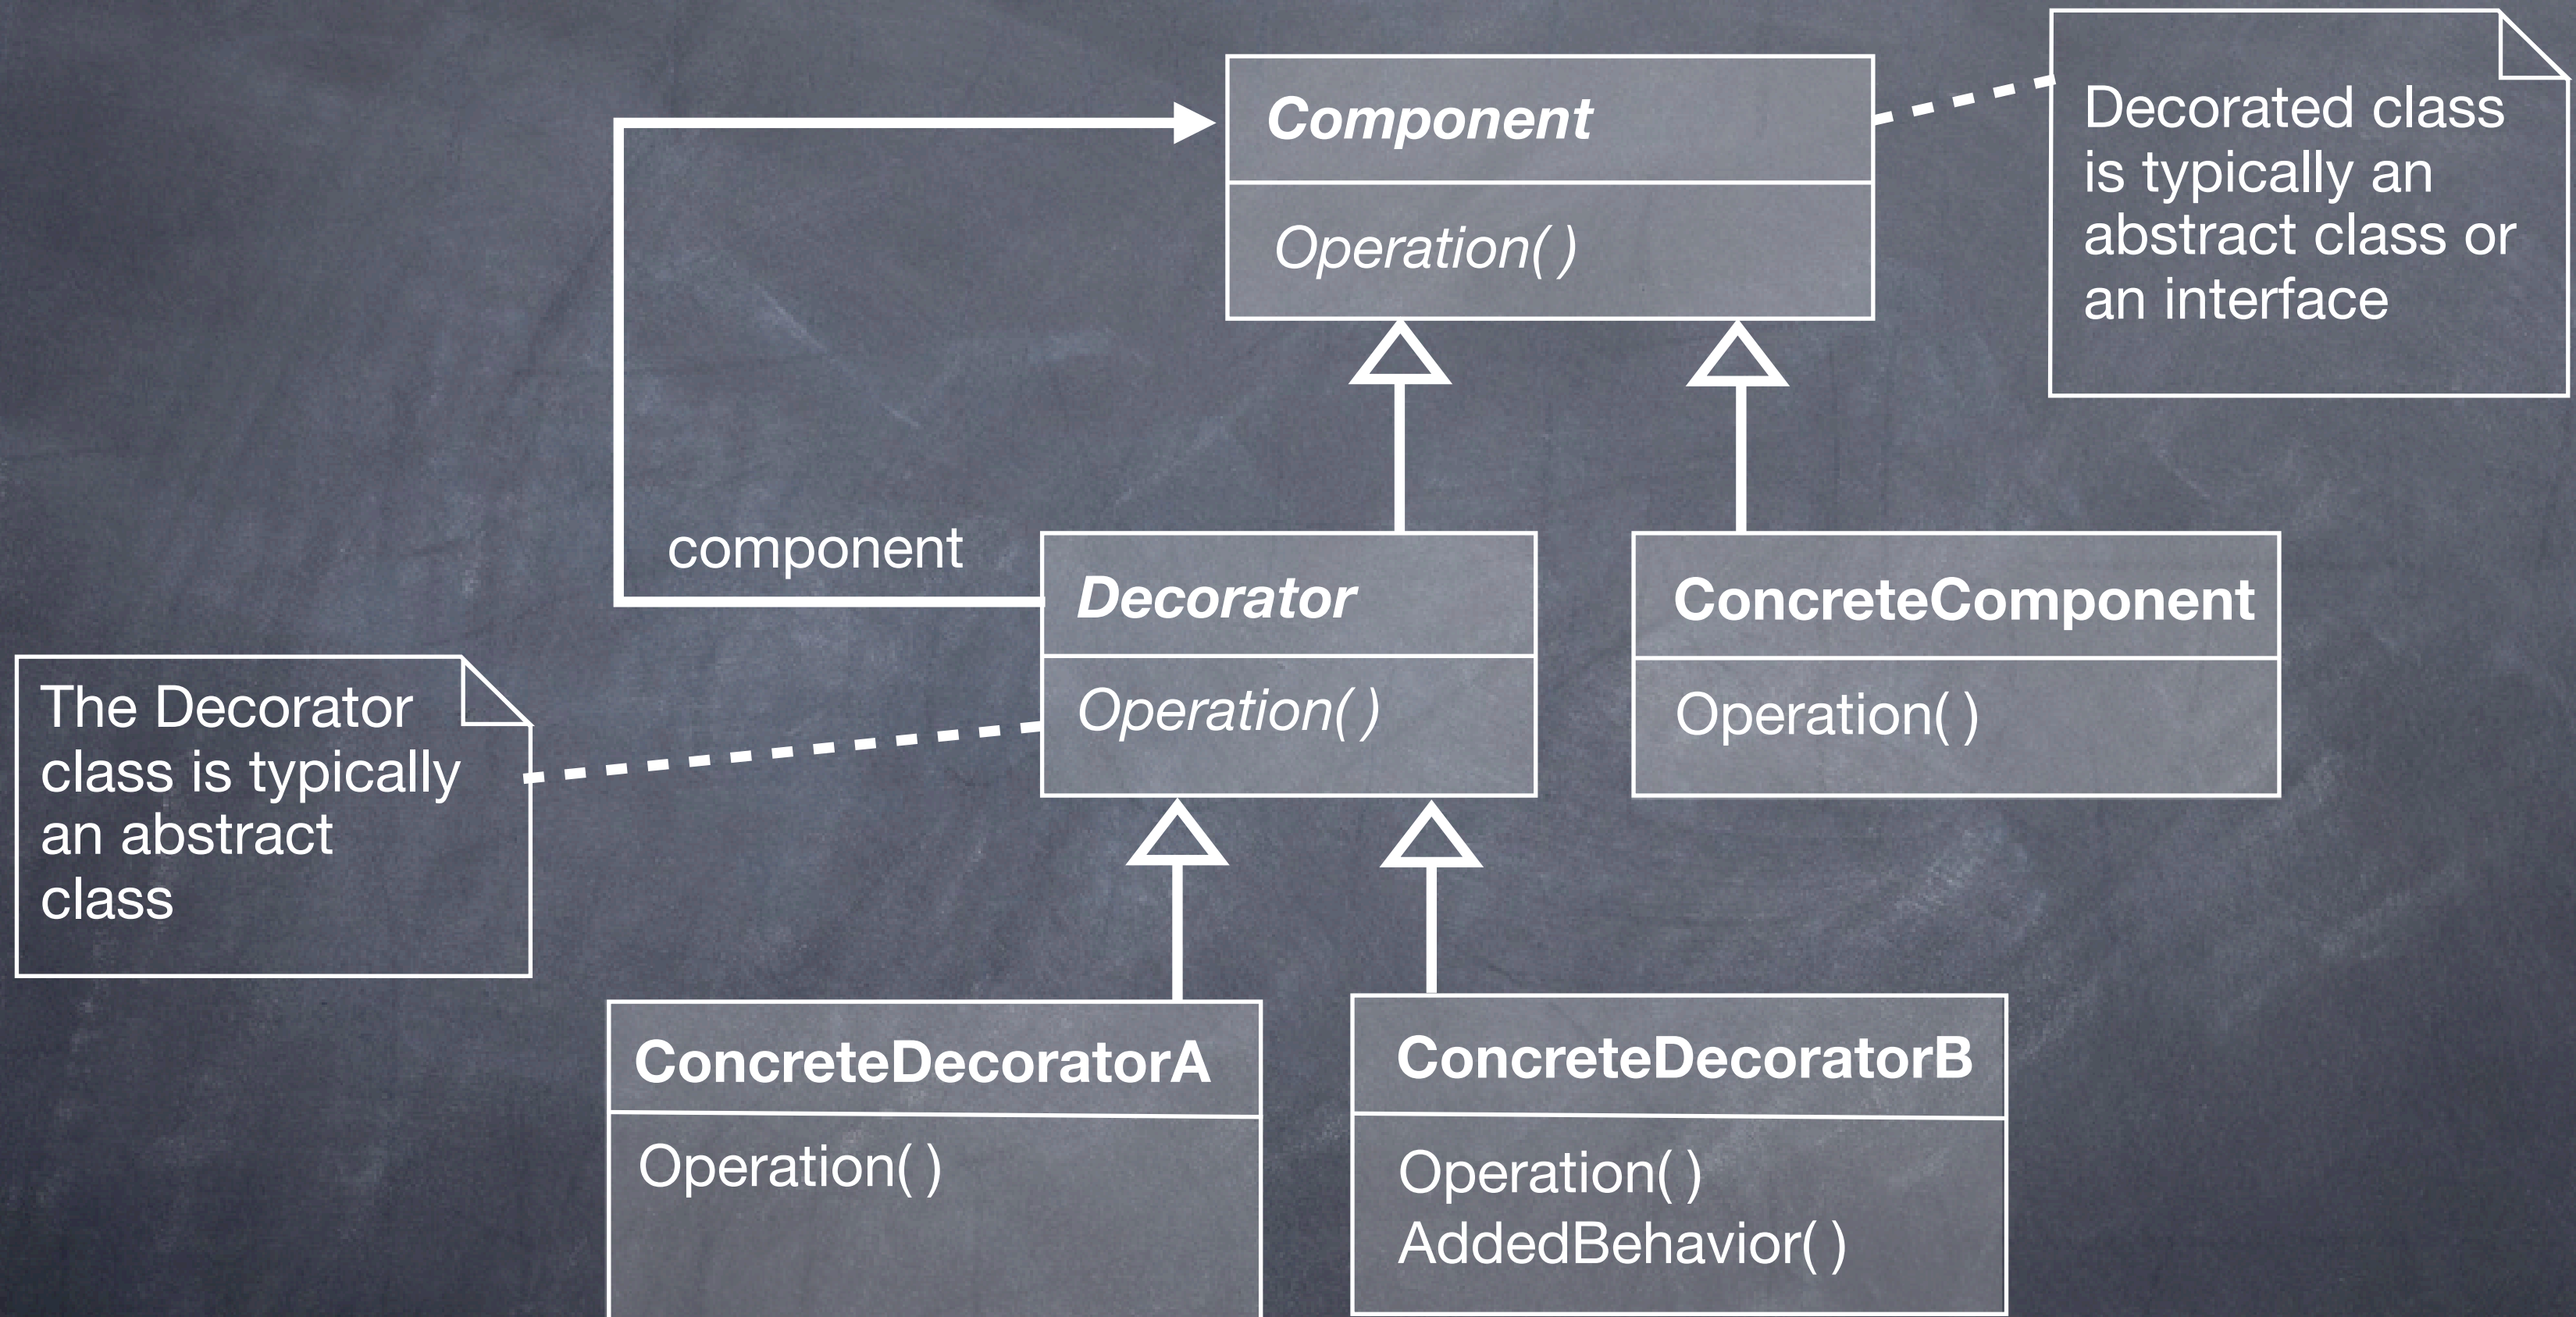 Component
Operation( )
Decorated class
is typically an
abstract class or
an interface
component
Decorator
Operation( )
ConcreteComponent
Operation( )
The Decorator
class is typically
an abstract
class
ConcreteDecoratorA
Operation( )
ConcreteDecoratorB
Operation( )
AddedBehavior( )